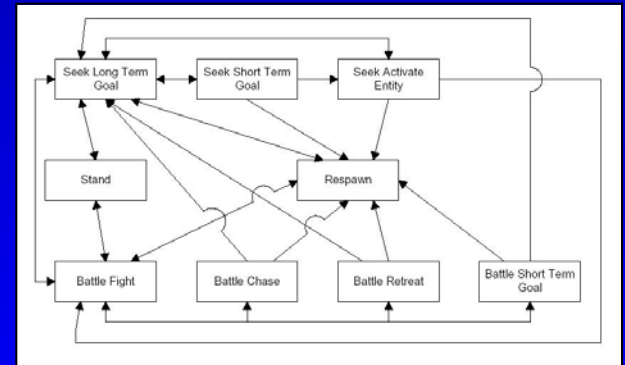 Seek Long Term
Goal
Seek Short Term
Goal
Seek Activate
Entity
Stand
Respawn
Battle Fight
Battle Chase
Battle Retreat
Battle Short Term
Goal